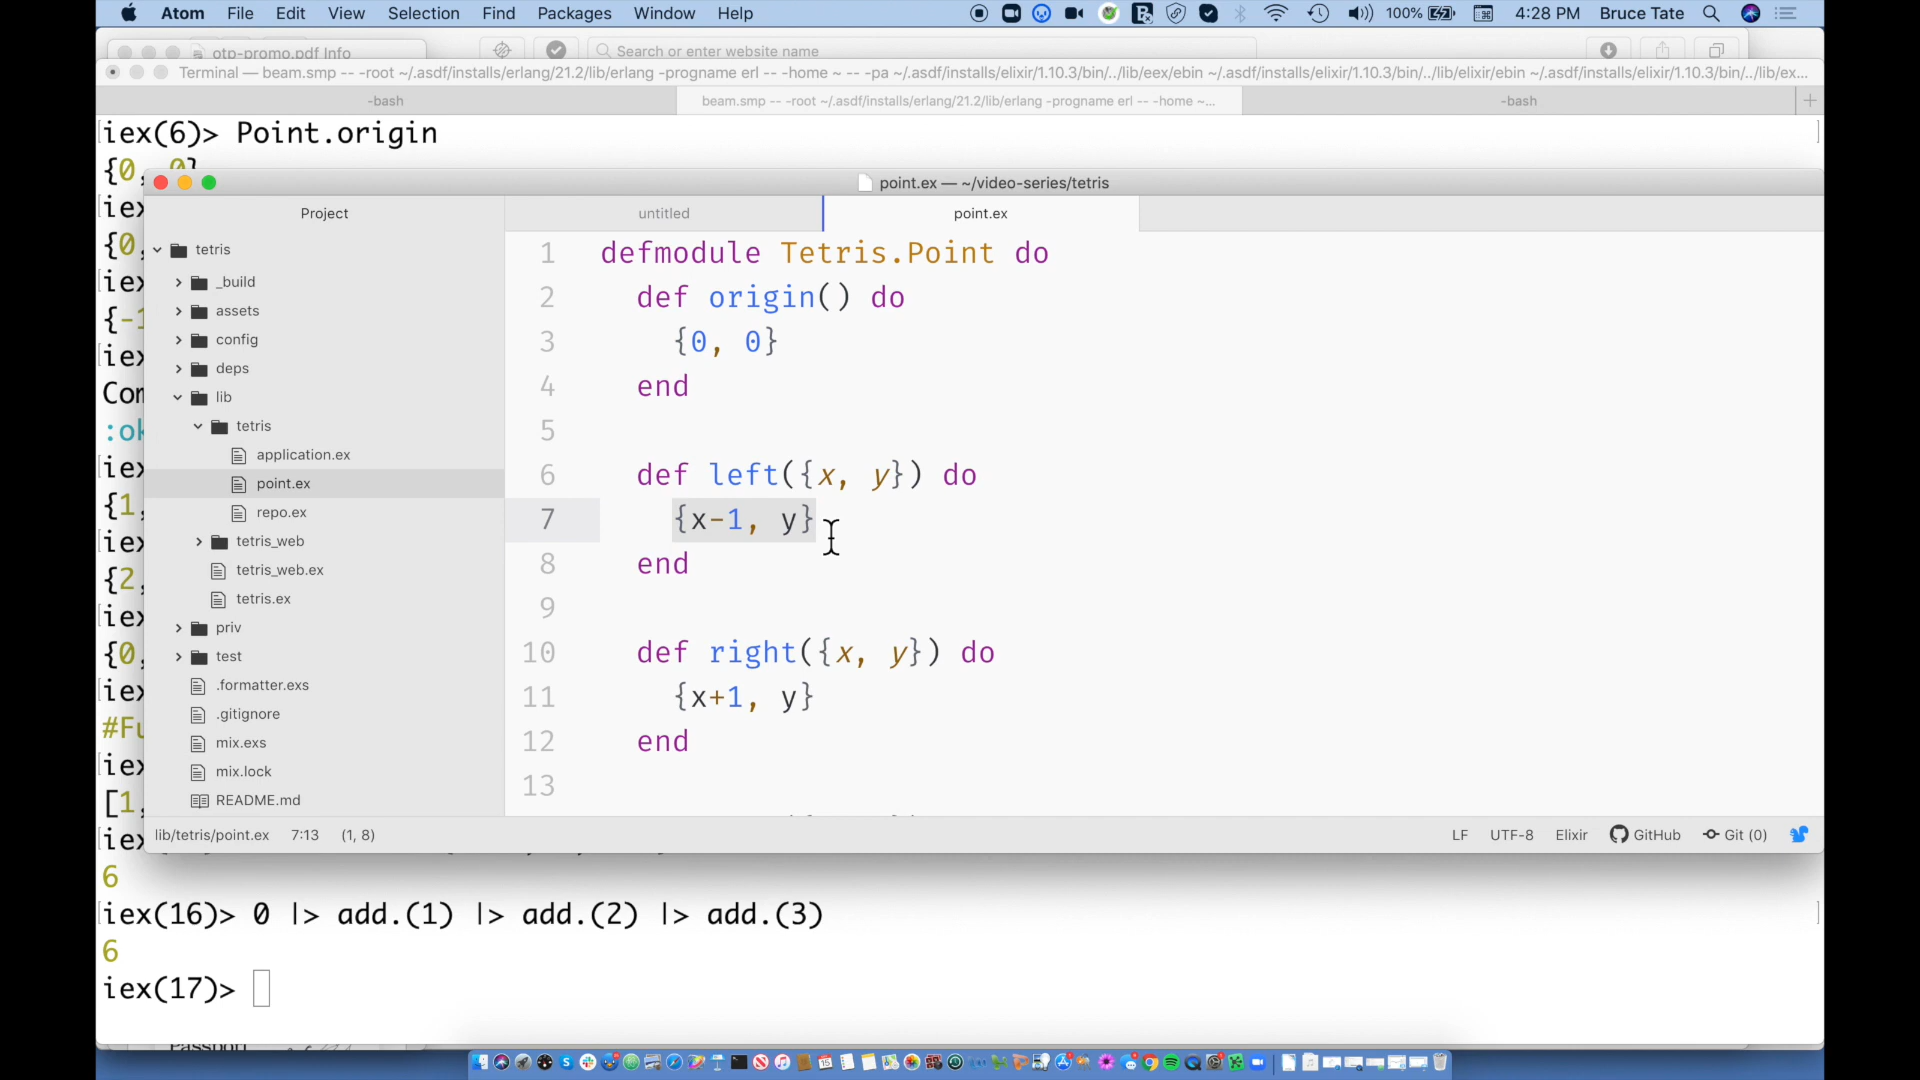 Atom File Edit View Selection Find Packages Window Help 100% 4:28 PM Bruce Tate
otp-promo.pdf Info Search or enter website name
Terminal — beam.smp -- -root ~/.asdf/installs/erlang/21.2/lib/erlang -progname erl -- -home ~ -- -pa ~/.asdf/installs/elixir/1.10.3/bin/../lib/eex/ebin ~/.asdf/installs/elixir/1.10.3/bin/../lib/elixir/ebin ~/.asdf/installs/elixir/1.10.3/bin/../lib/ex...
-bash beam.smp -- -root ~/.asdf/installs/erlang/21.2/lib/erlang -progname erl -- -home ~... -bash
iex(6)> Point.origin
{0, 0}
point.ex — ~/video-series/tetris
Project
untitled
point.ex
tetris
_build
assets
config
deps
lib
tetris
application.ex
point.ex
repo.ex
tetris_web
tetris_web.ex
tetris.ex
priv
test
.formatter.exs
.gitignore
mix.exs
mix.lock
README.md
1 defmodule Tetris.Point do
2 def origin() do
3 {0, 0}
4 end
5
6 def left({x, y}) do
7 {x-1, y}
8 end
9
10 def right({x, y}) do
11 {x+1, y}
12 end
13
lib/tetris/point.ex 7:13 (1, 8) LF UTF-8 Elixir GitHub Git (0)
6
iex(16)> 0 |> add.(1) |> add.(2) |> add.(3)
6
iex(17)>